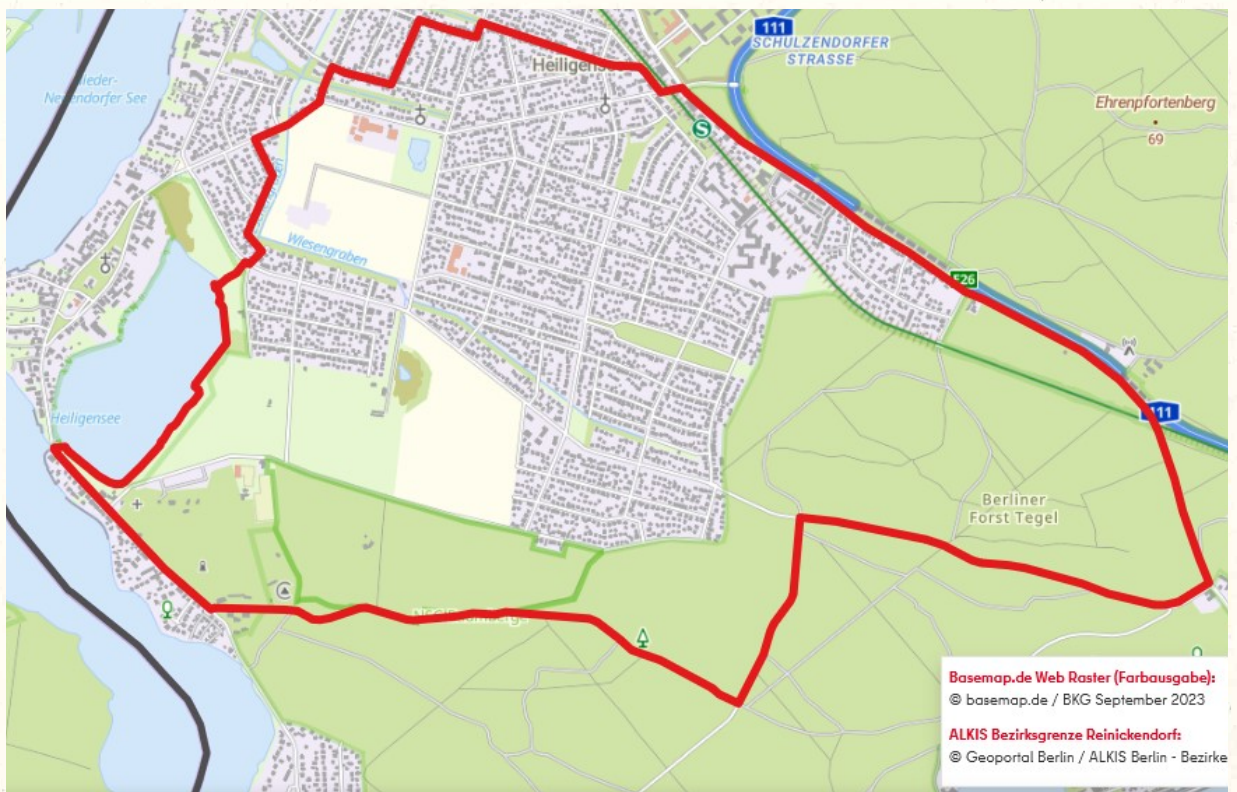 111
SCHULZENDORFER
STRASSE
Heiligens
Nieder-
Neuendorfer See
Ehrenpfortenberg
69
S
Wiesengraben
E26
Heiligensee
111
Berliner
Forst Tegel
Basemap.de Web Raster (Farbausgabe):
© basemap.de / BKG September 2023
ALKIS Bezirksgrenze Reinickendorf:
© Geoportal Berlin / ALKIS Berlin - Bezirke